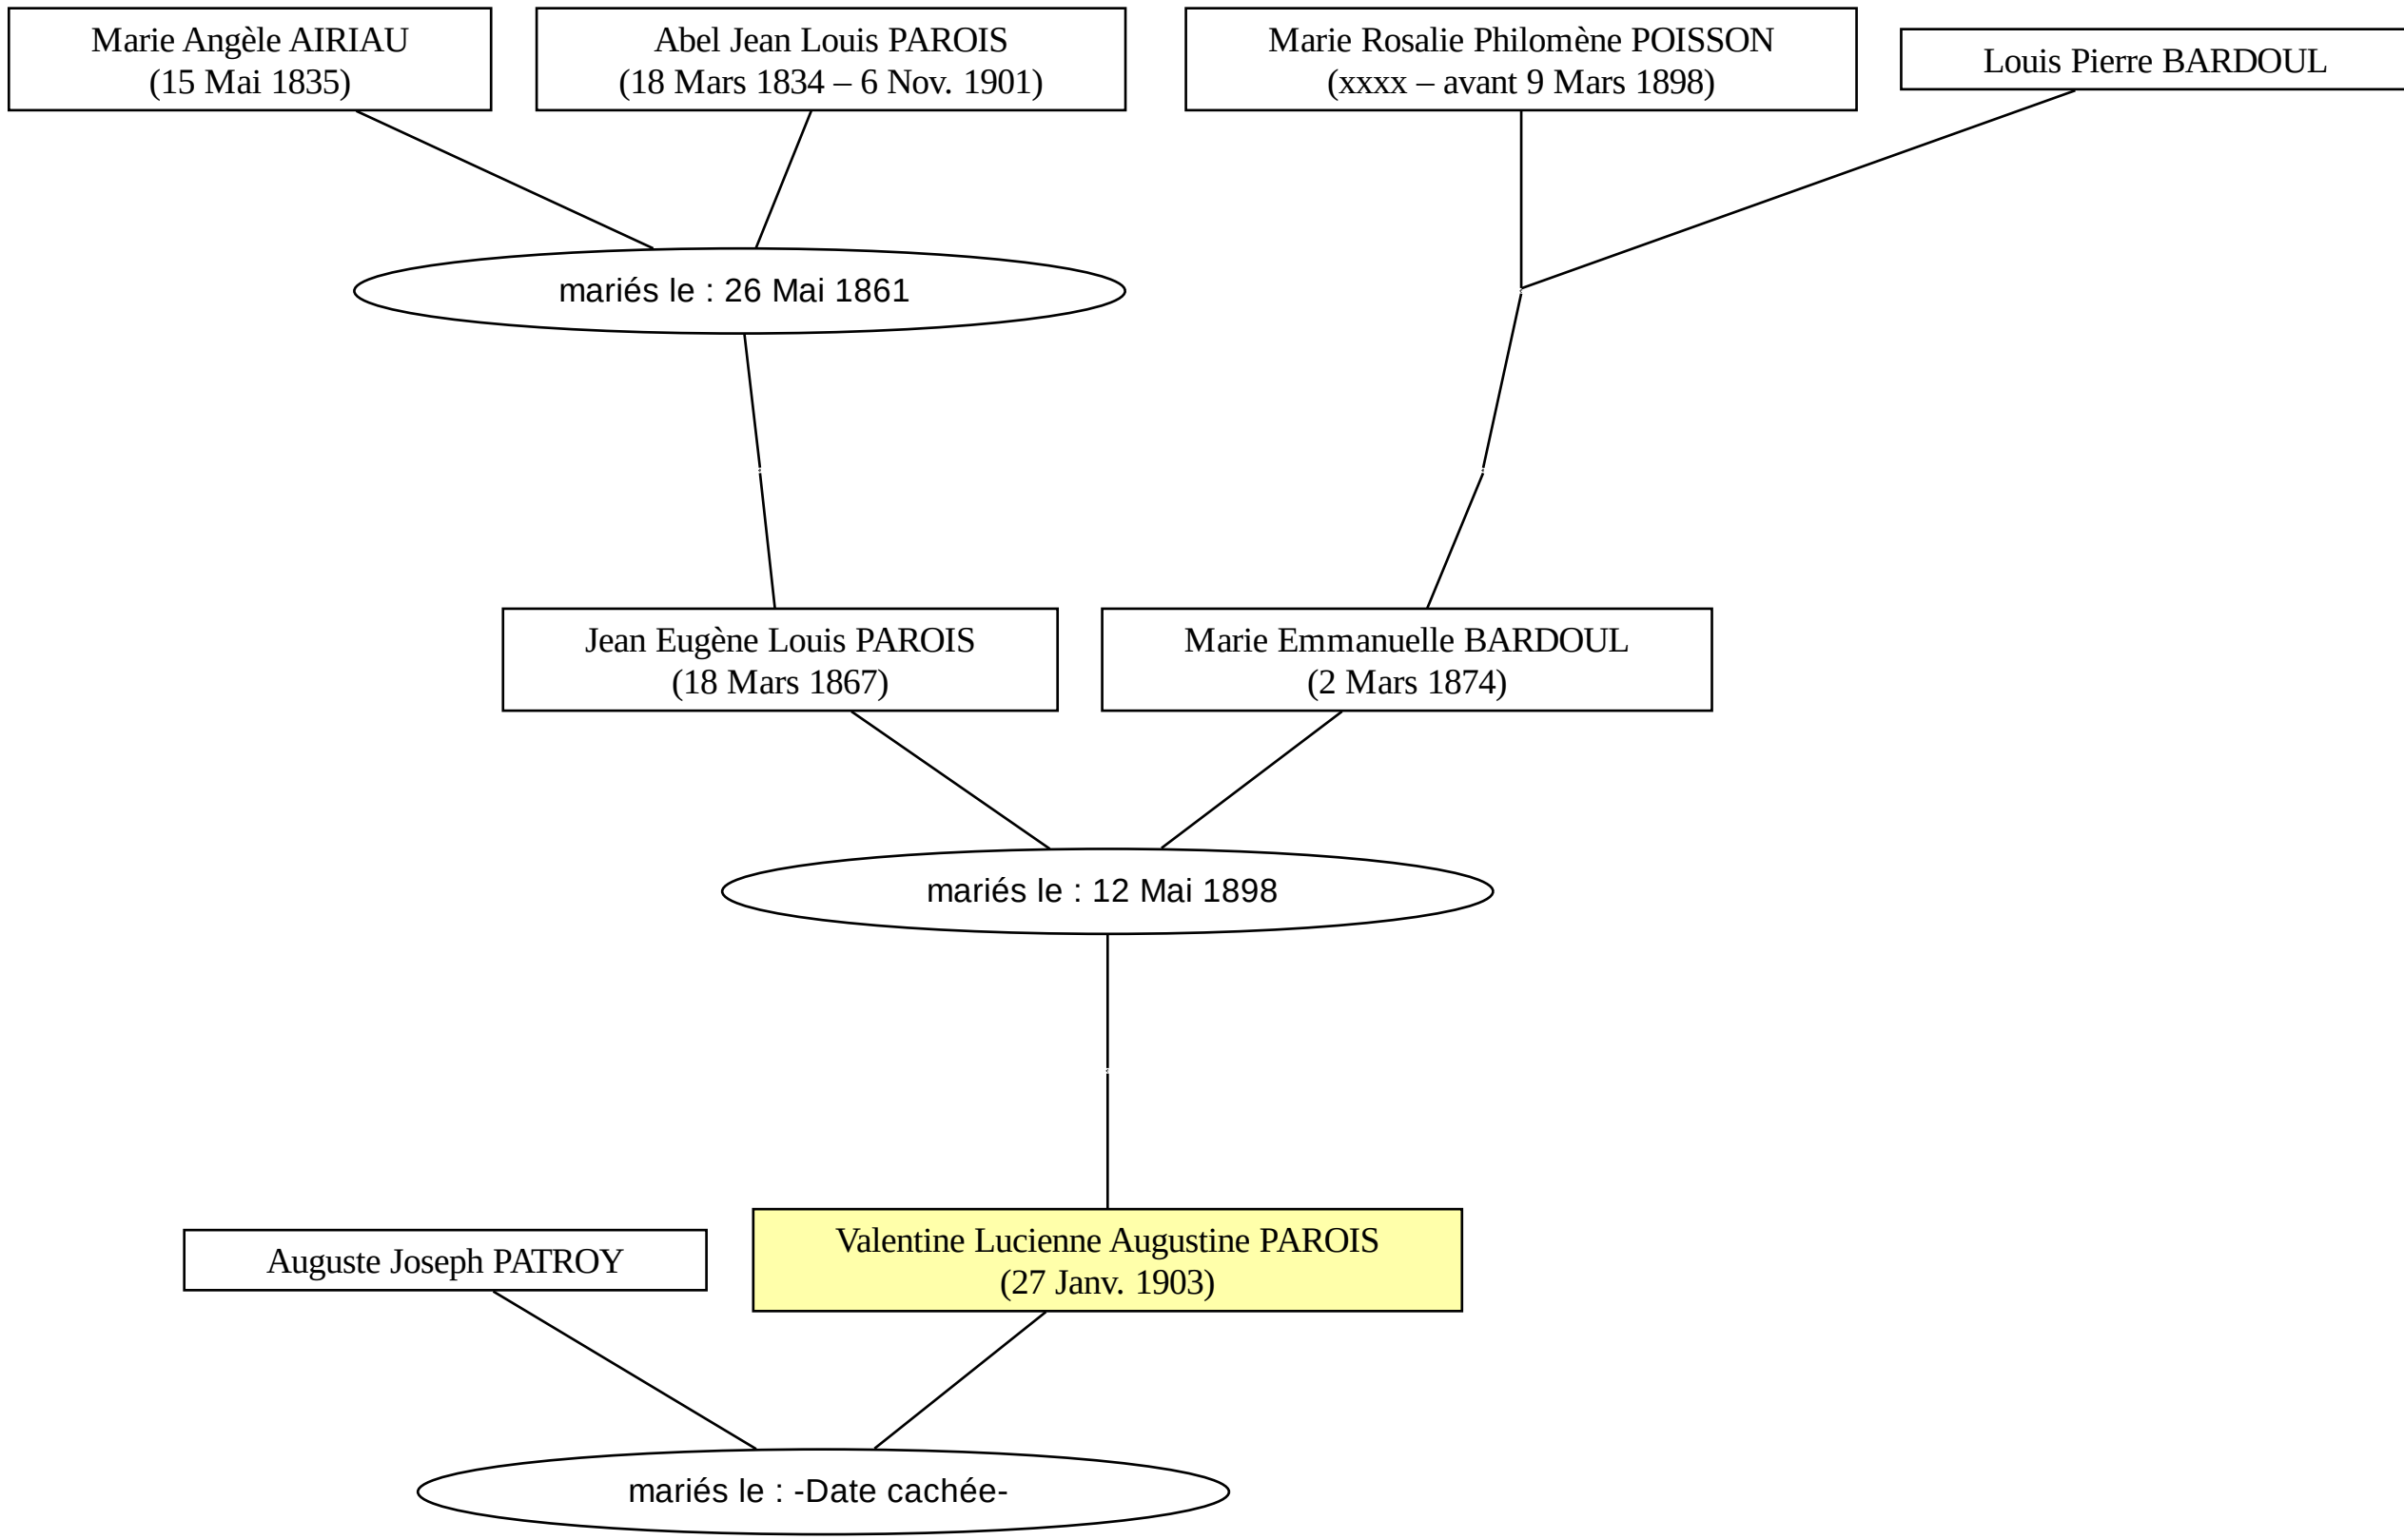 Marie Angèle AIRIAU
(15 Mai 1835)
Abel Jean Louis PAROIS
(18 Mars 1834 – 6 Nov. 1901)
Marie Rosalie Philomène POISSON
(xxxx – avant 9 Mars 1898)
Louis Pierre BARDOUL
mariés le : 26 Mai 1861
Jean Eugène Louis PAROIS
(18 Mars 1867)
Marie Emmanuelle BARDOUL
(2 Mars 1874)
mariés le : 12 Mai 1898
Auguste Joseph PATROY
Valentine Lucienne Augustine PAROIS
(27 Janv. 1903)
mariés le : -Date cachée-